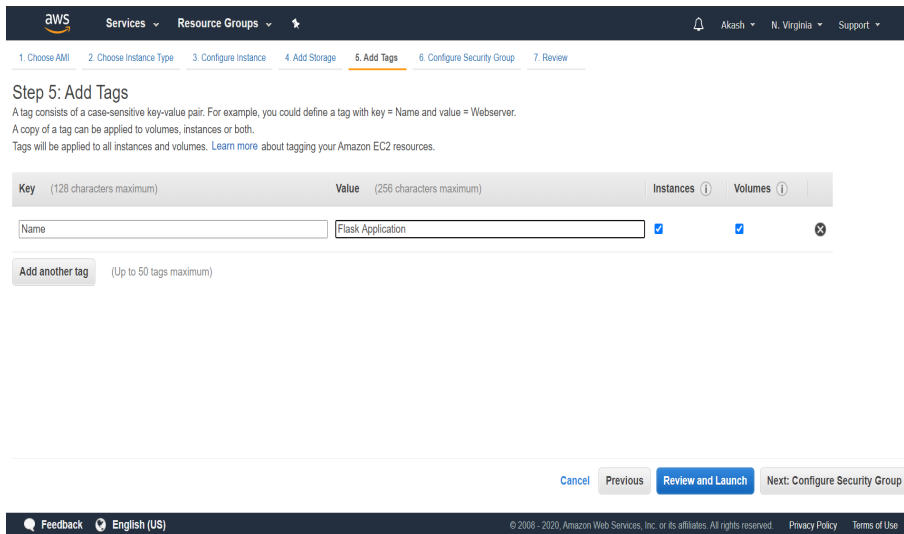 aws Services Resource Groups Akash N. Virginia Support
1. Choose AMI 2. Choose Instance Type 3. Configure Instance 4. Add Storage 5. Add Tags 6. Configure Security Group 7. Review
Step 5: Add Tags
A tag consists of a case-sensitive key-value pair. For example, you could define a tag with key = Name and value = Webserver.
A copy of a tag can be applied to volumes, instances or both.
Tags will be applied to all instances and volumes. Learn more about tagging your Amazon EC2 resources.
Key (128 characters maximum) Value (256 characters maximum) Instances i Volumes i
Name Flask Application
Add another tag (Up to 50 tags maximum)
Cancel Previous Review and Launch Next: Configure Security Group
Feedback English (US) © 2008 - 2020, Amazon Web Services, Inc. or its affiliates. All rights reserved. Privacy Policy Terms of Use